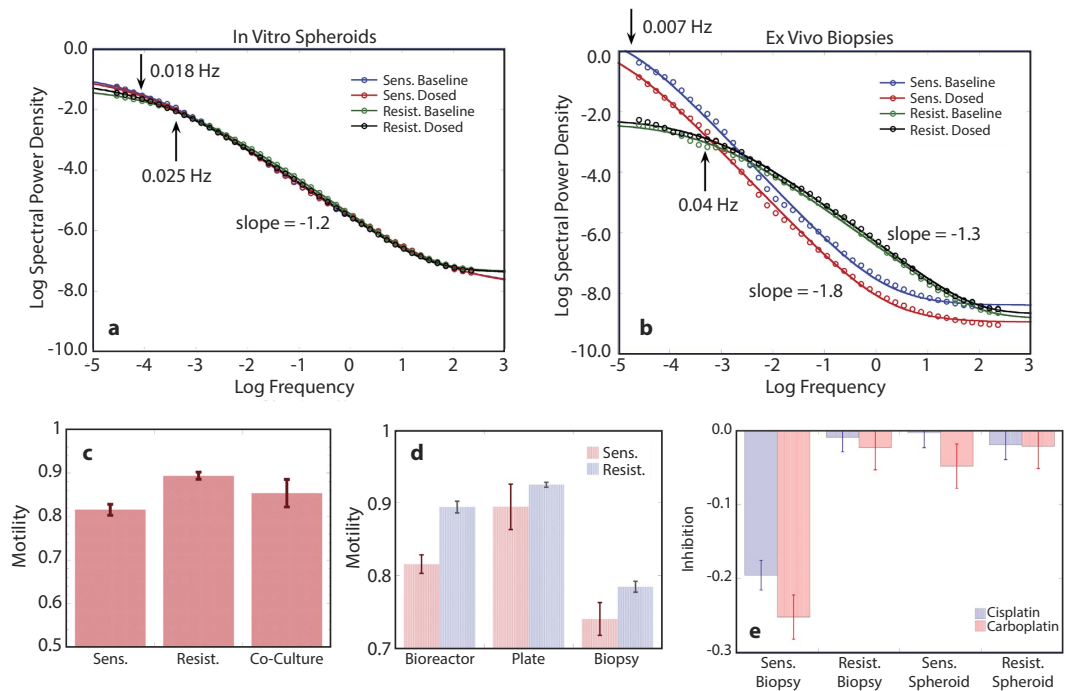 In Vitro Spheroids
0.0
-2.0
-4.0
-6.0
-8.0
-10.0
Log Spectral Power Density
0.018 Hz
0.025 Hz
Sens. Baseline
Sens. Dosed
Resist. Baseline
Resist. Dosed
slope = -1.2
a
-5 -4 -3 -2 -1 0 1 2 3
Log Frequency
0.007 Hz
Ex Vivo Biopsies
0.0
-2.0
-4.0
-6.0
-8.0
-10.0
Log Spectral Power Density
Sens. Baseline
Sens. Dosed
Resist. Baseline
Resist. Dosed
0.04 Hz
slope = -1.3
slope = -1.8
b
-5 -4 -3 -2 -1 0 1 2 3
Log Frequency
c
1
0.9
0.8
0.7
0.6
0.5
Motility
Sens. Resist. Co-Culture
d
1
0.9
0.8
0.7
Motility
Sens.
Resist.
Bioreactor Plate Biopsy
-0.0
-0.1
-0.2
-0.3
Inhibition
e
Cisplatin
Carboplatin
Sens. Resist. Sens. Resist.
Biopsy Biopsy Spheroid Spheroid